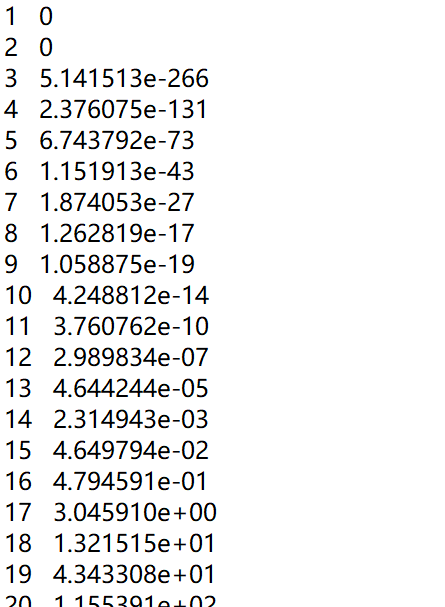 1 0
2 0
3 5.141513e-266
4 2.376075e-131
5 6.743792e-73
6 1.151913e-43
7 1.874053e-27
8 1.262819e-17
9 1.058875e-19
10 4.248812e-14
11 3.760762e-10
12 2.989834e-07
13 4.644244e-05
14 2.314943e-03
15 4.649794e-02
16 4.794591e-01
17 3.045910e+00
18 1.321515e+01
19 4.343308e+01
20 1.155391e+02